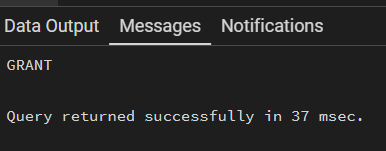 Data Output Messages Notifications
GRANT
Query returned successfully in 37 msec.